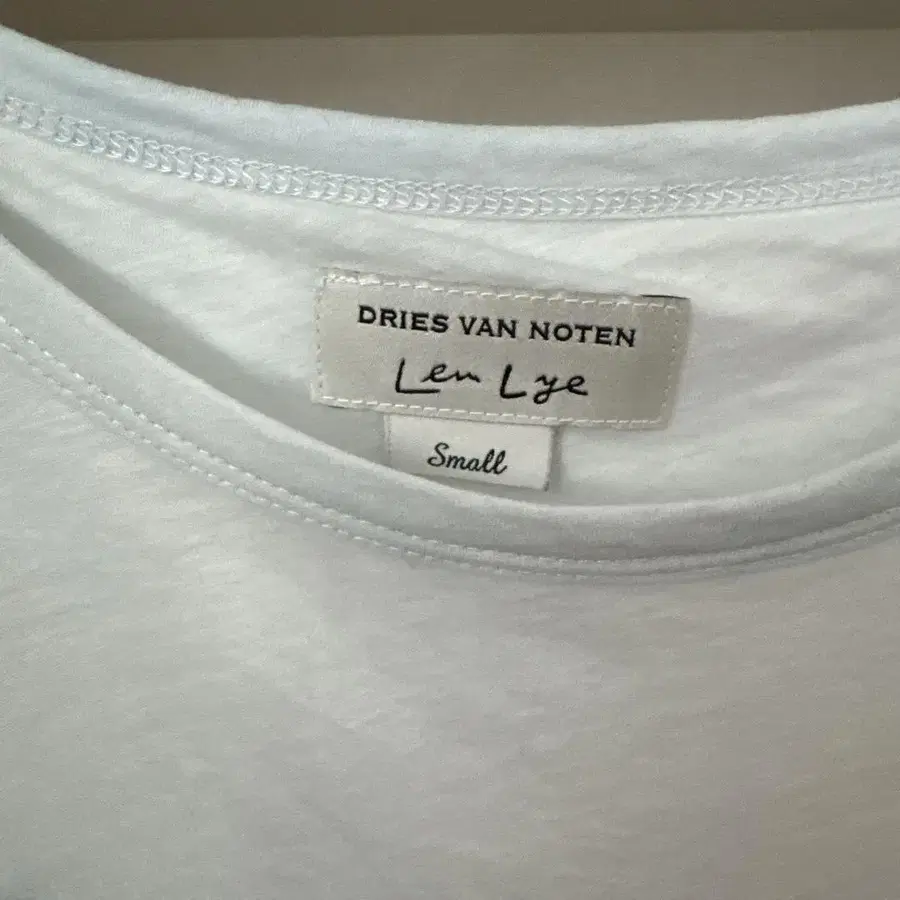 DRIES VAN NOTEN
Len Lye
Small